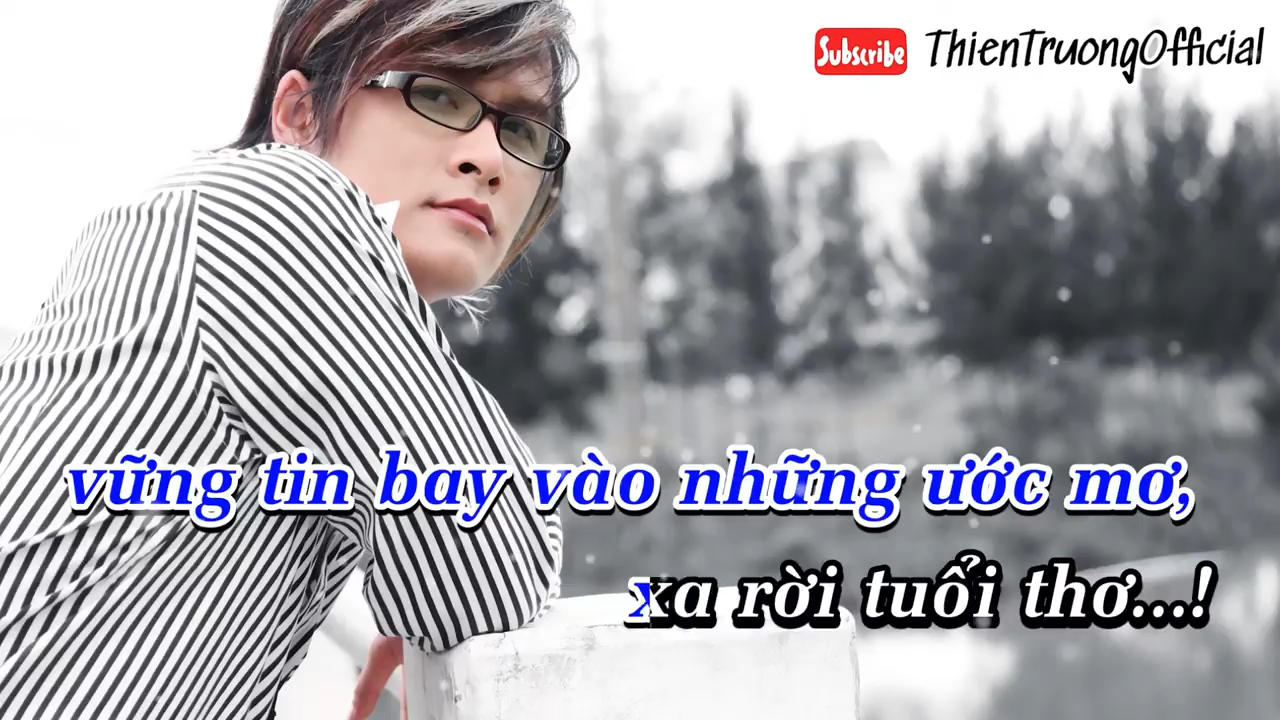 Subscribe ThienTruongOfficial
vững tin bay vào những ước mơ,
xa rời tuổi thơ...!